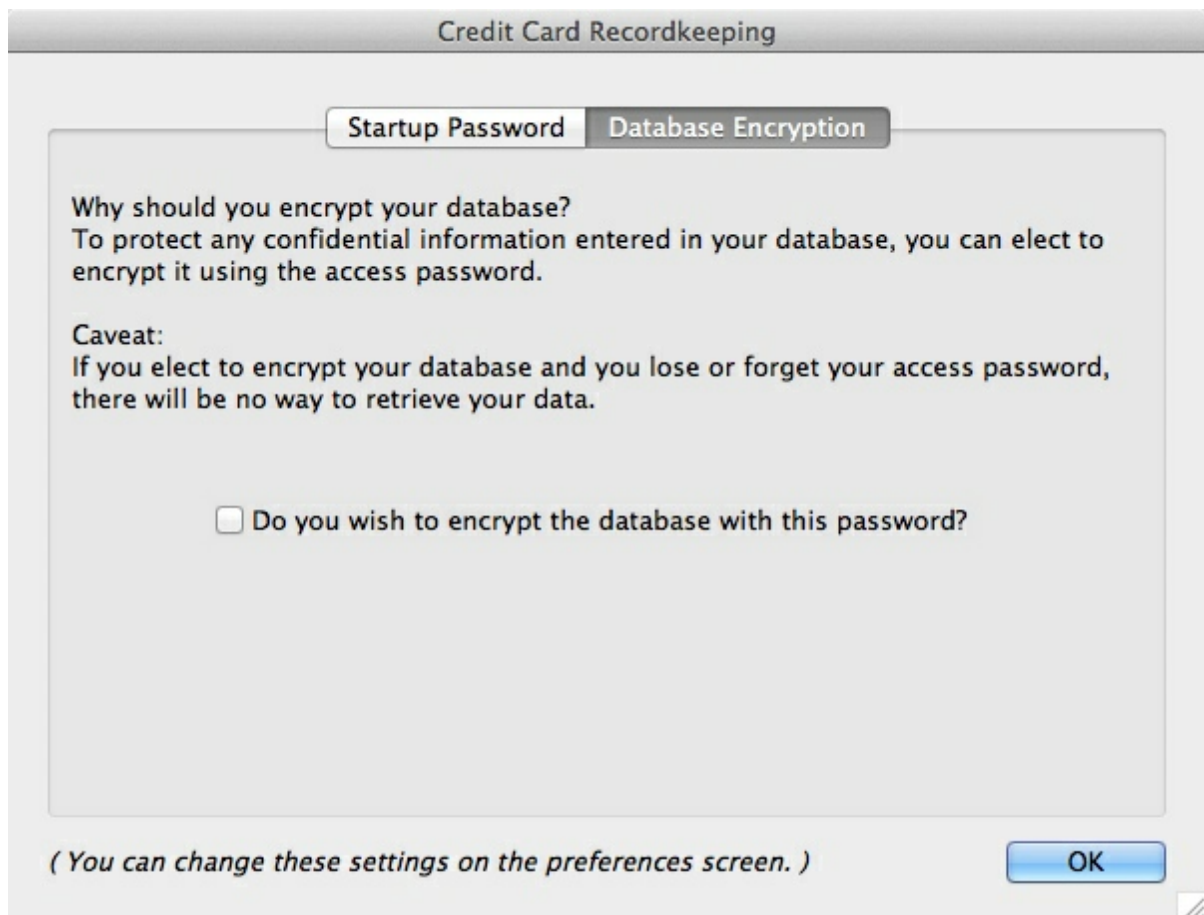 Credit Card Recordkeeping
Startup Password
Database Encryption
Why should you encrypt your database?
To protect any confidential information entered in your database, you can elect to
encrypt it using the access password.
Caveat:
If you elect to encrypt your database and you lose or forget your access password,
there will be no way to retrieve your data.
Do you wish to encrypt the database with this password?
( You can change these settings on the preferences screen. )
OK